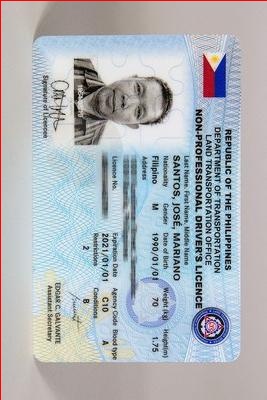 REPUBLIC OF THE PHILIPPINES
DEPARTMENT OF TRANSPORTATION
LAND TRANSPORTATION OFFICE
NON-PROFESSIONAL DRIVER'S LICENCE
Last Name, First Name, Middle Name
SANTOS, JOSÉ, MARIANO
Nationality Gender Date of Birth Weight (kg) Height(m)
Filipino M 1990/01/01 70 1.75
Address
Licence No. Expiration Date Agency Code Blood type
2021/01/01 C10 A
Restrictions Conditions
2 B
Signature of Licencee
EDGAR C. GALVANTE
Assistant Secretary